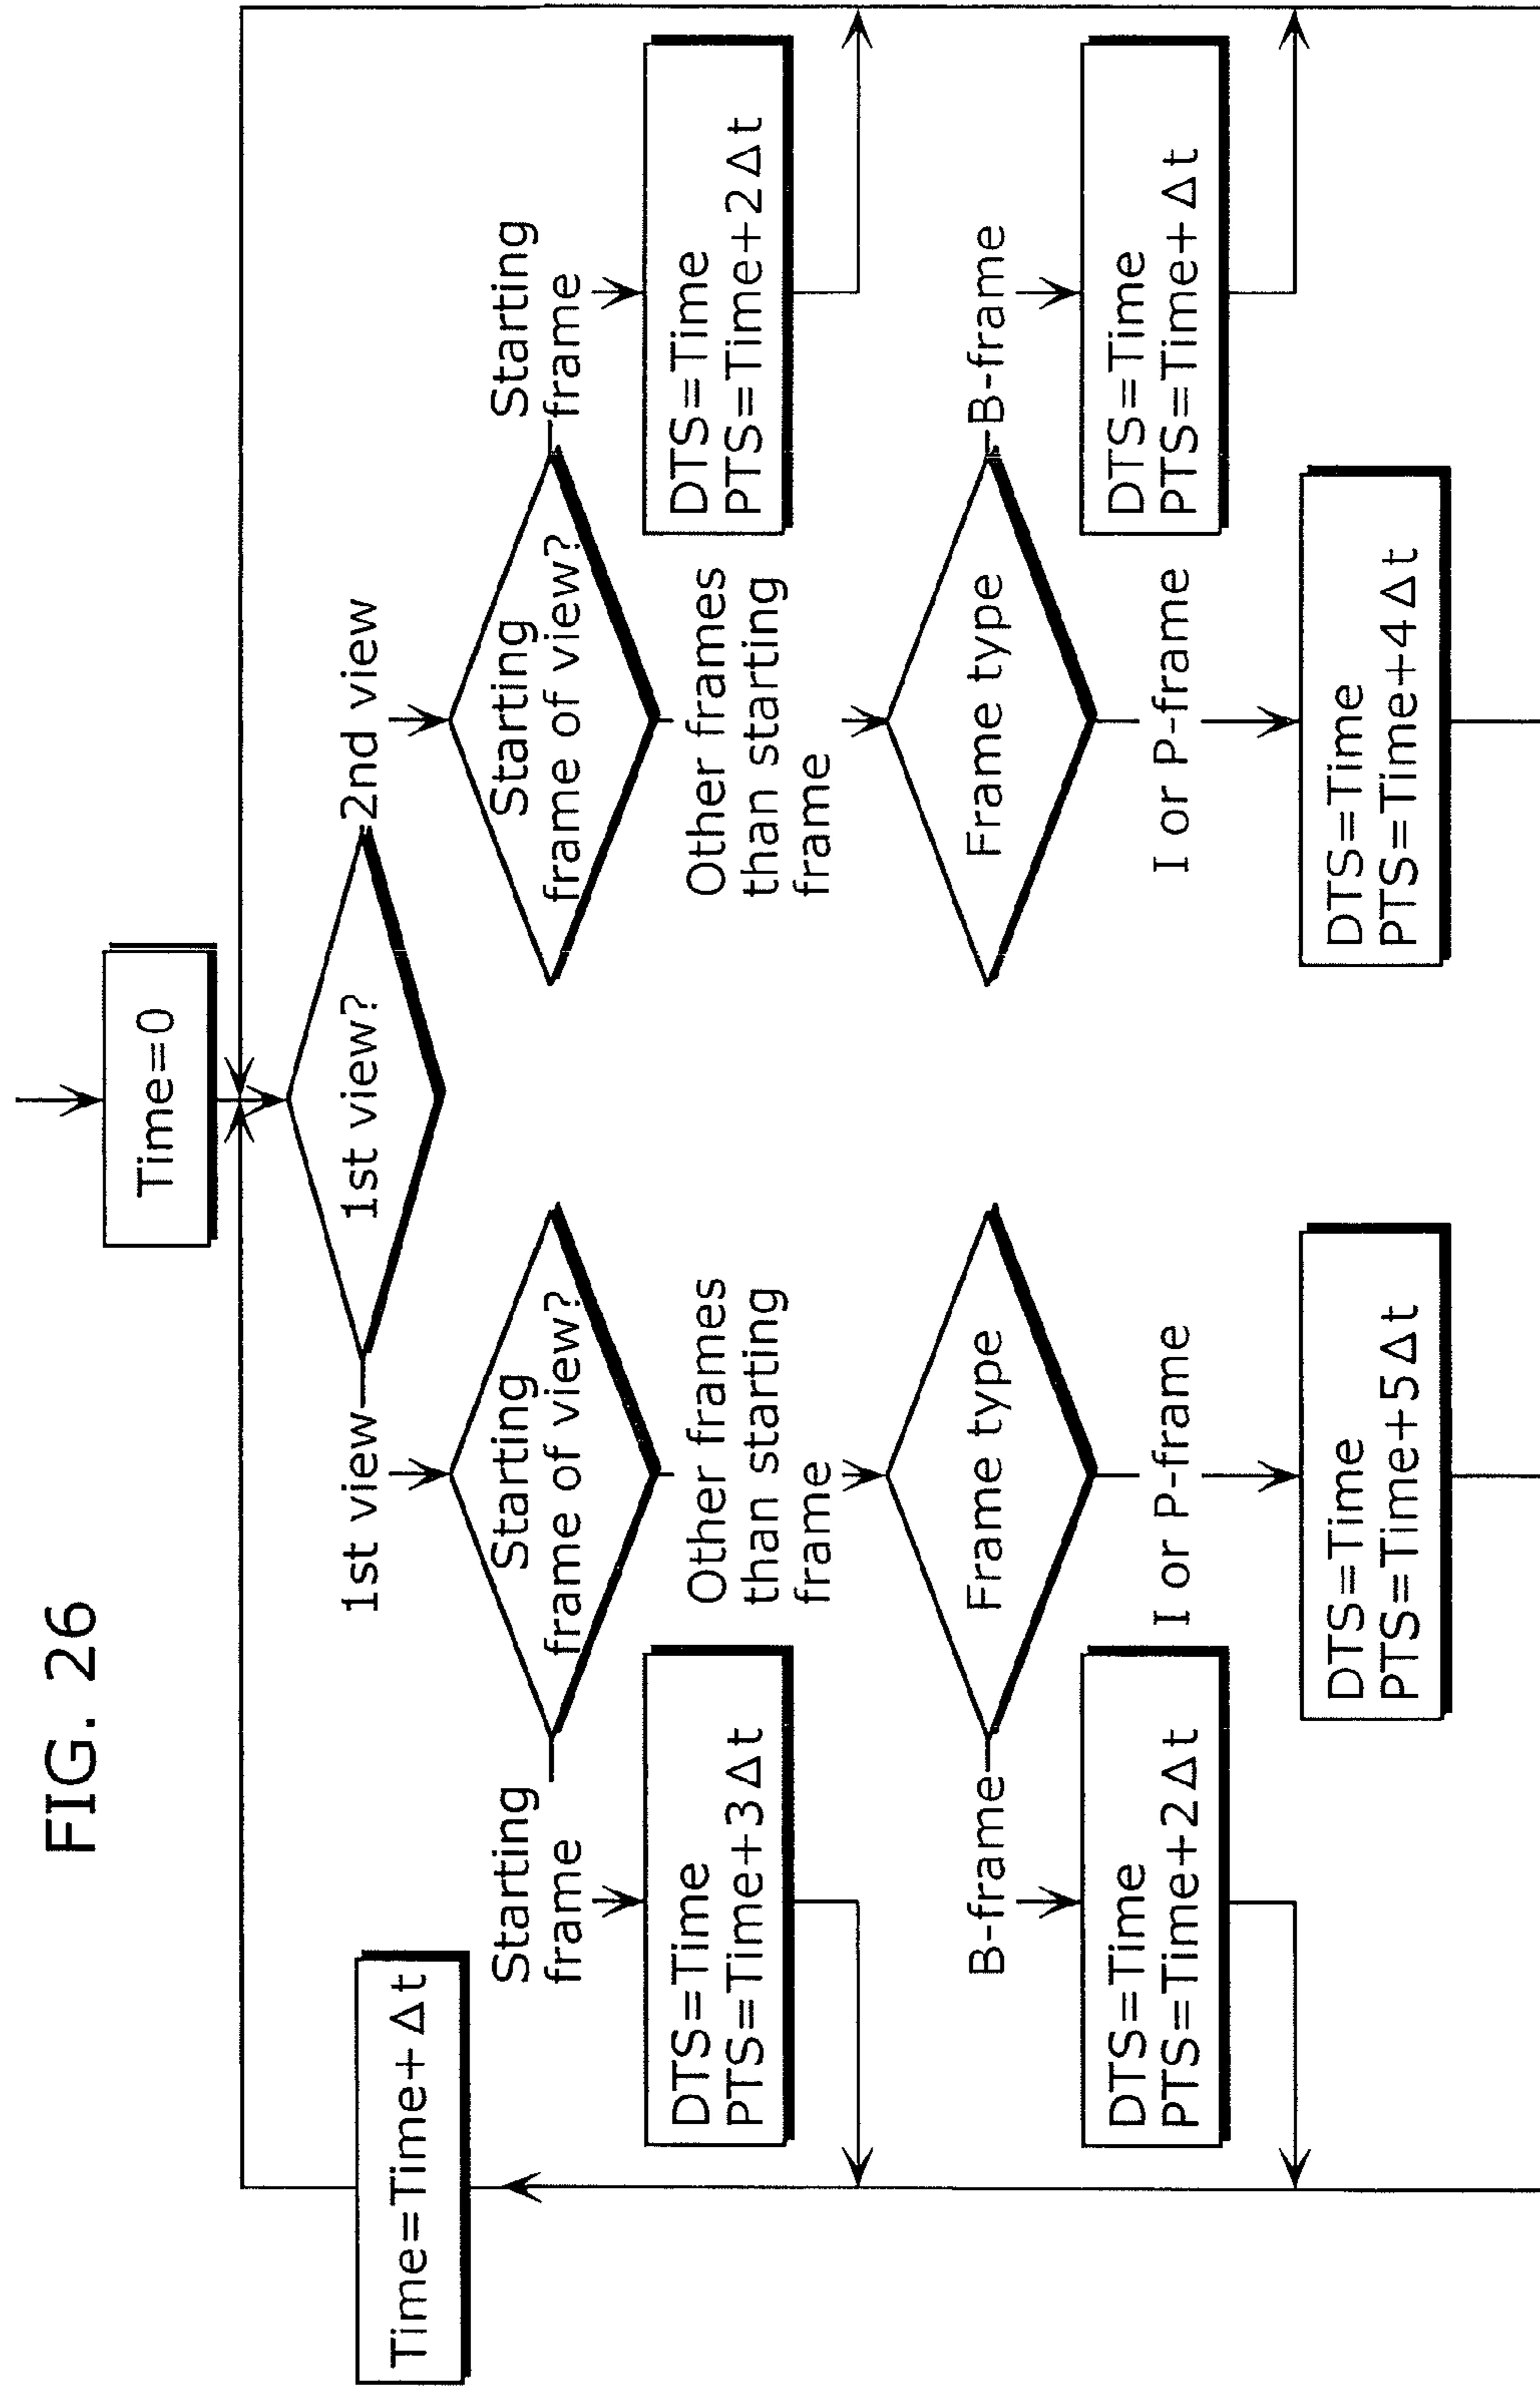 FIG. 26
Time=0
1st view?
1st view
2nd view
Time=Time+Δt
Starting
frame of view?
Starting
frame
Starting
frame of view?
Starting
frame
DTS=Time
PTS=Time+3Δt
Other frames
than starting
frame
Other frames
than starting
frame
DTS=Time
PTS=Time+2Δt
B-frame
Frame type
Frame type
B-frame
DTS=Time
PTS=Time+2Δt
I or P-frame
I or P-frame
DTS=Time
PTS=Time+Δt
DTS=Time
PTS=Time+5Δt
DTS=Time
PTS=Time+4Δt